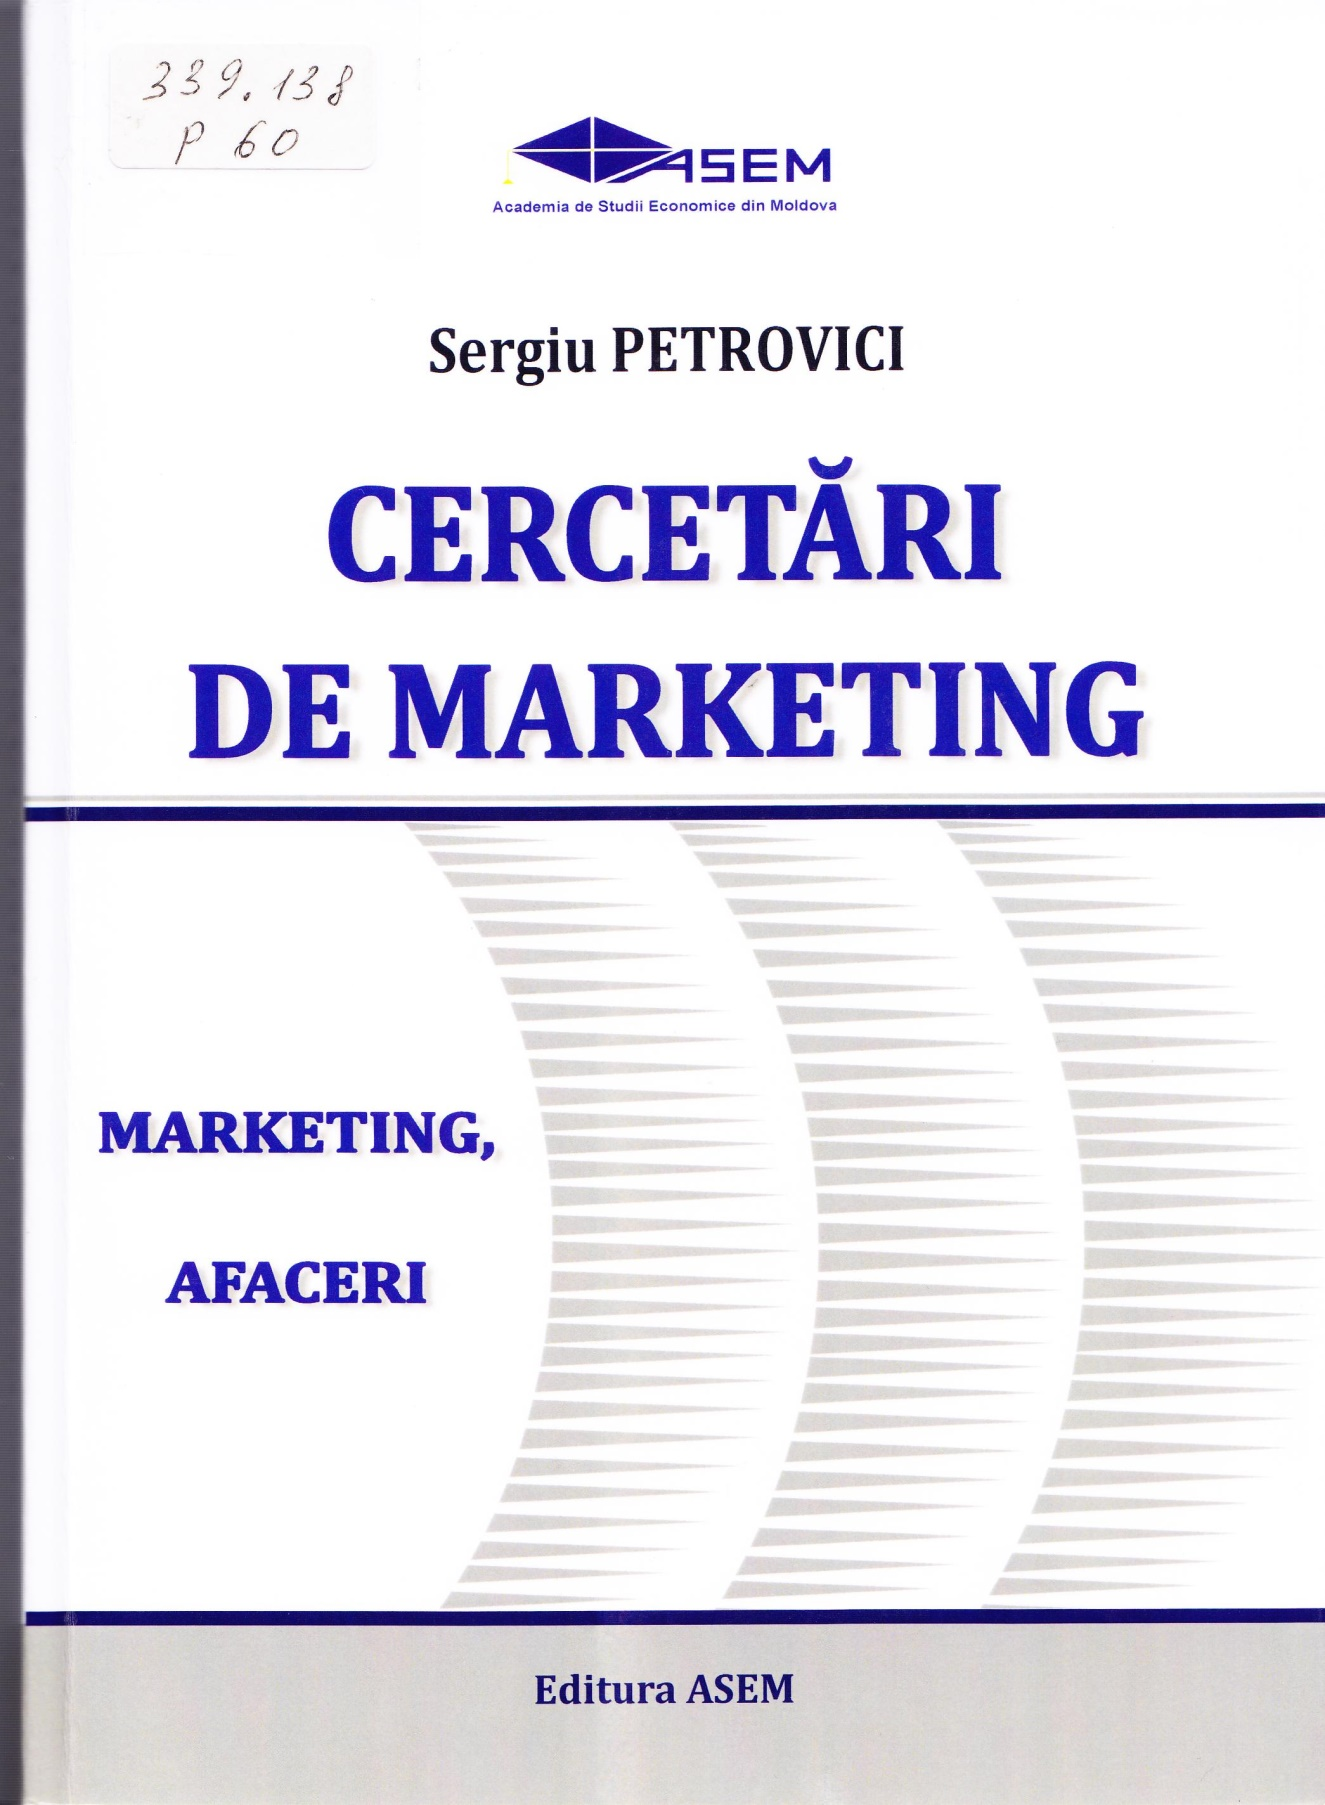 339.138
P 60
ASEM
Academia de Studii Economice din Moldova
Sergiu PETROVICI
CERCETĂRI
DE MARKETING
MARKETING,
AFACERI
Editura ASEM